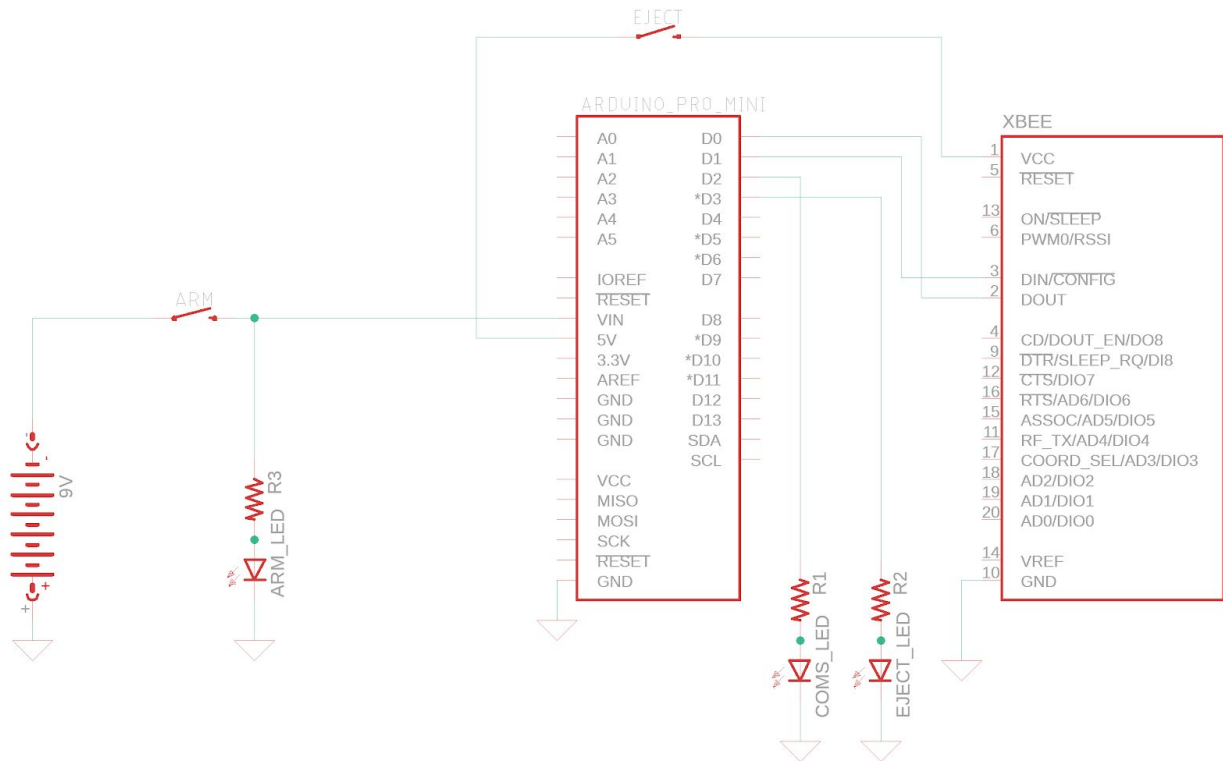 EJECT
ARDUINO_PRO_MINI
A0
A1
A2
A3
A4
A5
IOREF
RESET
VIN
5V
3.3V
AREF
GND
GND
GND
VCC
MISO
MOSI
SCK
RESET
GND
D0
D1
D2
*D3
D4
*D5
*D6
D7
D8
*D9
*D10
*D11
D12
D13
SDA
SCL
XBEE
1 VCC
5 RESET
13 ON/SLEEP
6 PWM0/RSSI
3 DIN/CONFIG
2 DOUT
4 CD/DOUT_EN/DO8
9 DTR/SLEEP_RQ/DI8
12 CTS/DIO7
16 RTS/AD6/DIO6
15 ASSOC/AD5/DIO5
11 RF_TX/AD4/DIO4
17 COORD_SEL/AD3/DIO3
18 AD2/DIO2
19 AD1/DIO1
20 AD0/DIO0
14 VREF
10 GND
ARM
-
9V
+
+
R3
ARM_LED
R1
COMS_LED
R2
EJECT_LED